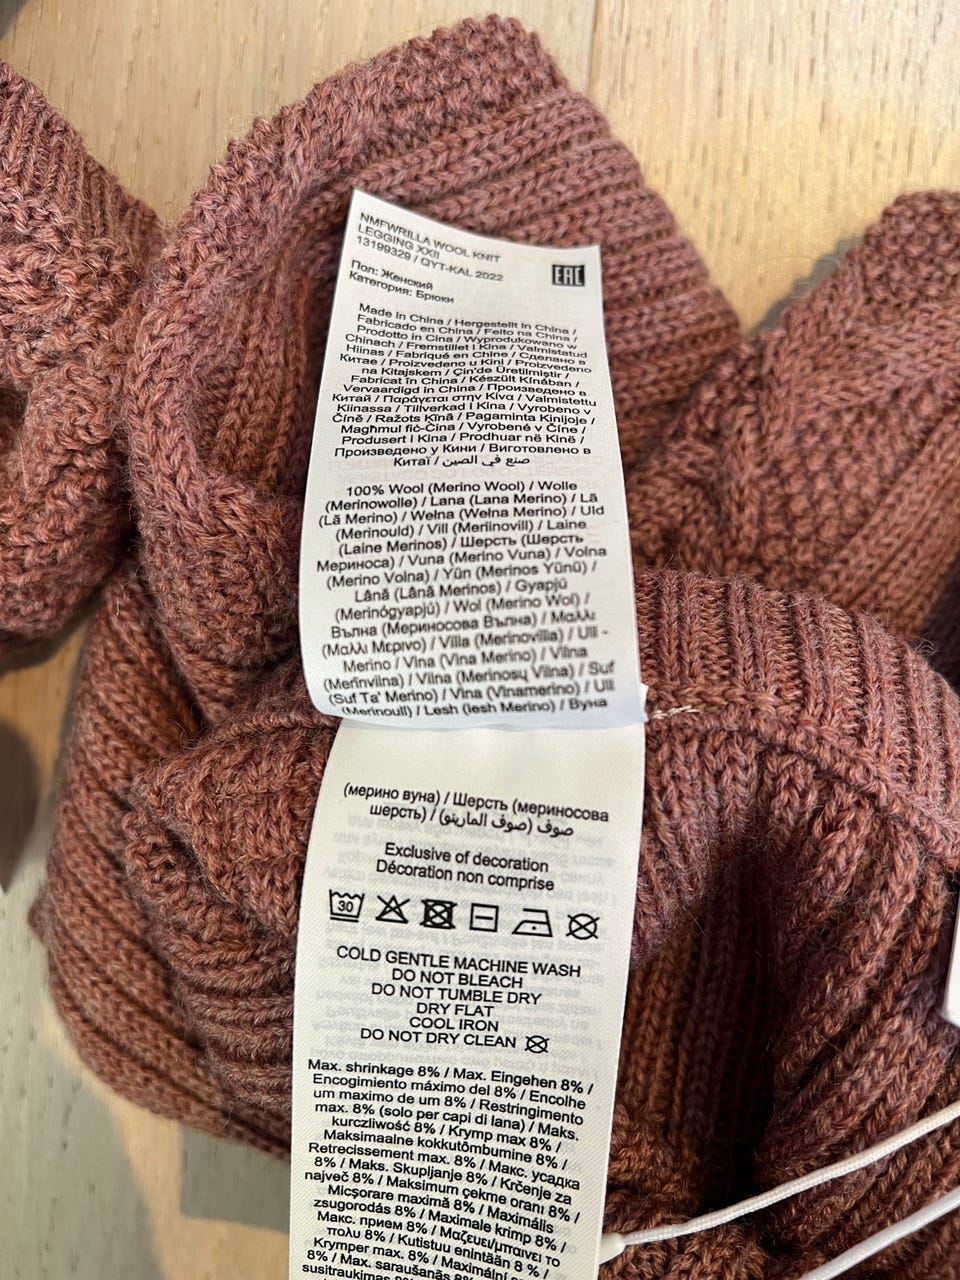 NMFWRILLA WOOL KNIT
LEGGING XXII
13199329 / QYT-KAL 2022
EAC
Пол: Женский
Категория: Брюки
Made in China / Hergestellt in China /
Fabricado en China / Feito na China /
Prodotto in Cina / Wyprodukowano w
Chinach / Fremstillet i Kina / Valmistatud
Hiinas / Fabriqué en Chine / Сделано в
Китае / Proizvedeno u Kini / Proizvedeno
na Kitajskem / Çin'de Üretilmiştir /
Fabricat în China / Készült Kínában /
Vervaardigd in China / Произведено в
Китай / Παράγεται στην Κίνα / Valmistettu
Kiinassa / Tillverkad i Kina / Vyrobeno v
Číně / Ražots Ķīnā / Pagaminta Kinijoje /
Magħmul fiċ-Ċina / Vyrobené v Číne /
Produsert i Kina / Prodhuar në Kinë /
Произведено у Кини / Виготовлено в
Китаї / صنع في الصين
100% Wool (Merino Wool) / Wolle
(Merinowolle) / Lana (Lana Merino) / Lã
(Lã Merino) / Wełna (Wełna Merino) / Uld
(Merinould) / Vill (Meriinovill) / Laine
(Laine Merinos) / Шерсть (Шерсть
Мериноса) / Vuna (Merino Vuna) / Volna
(Merino Volna) / Yün (Merinos Yünü) /
Lână (Lână Merinos) / Gyapjú
(Merinógyapjú) / Wol (Merino Wol) /
Вълна (Мериносова Вълна) / Μαλλι
(Μαλλι Μερινο) / Villa (Merinovilla) / Ull -
Merino / Vina (Vina Merino) / Vilna
(Merīnvilna) / Vilna (Merinosų Vilna) / Suf
(Suf Ta' Merino) / Vina (Vinamerino) / Ull
(Merinoull) / Lesh (lesh Merino) / Вуна
(мерино вуна) / Шерсть (мериносова
шерсть) / صوف (صوف المارينو)
Exclusive of decoration
Décoration non comprise
30
COLD GENTLE MACHINE WASH
DO NOT BLEACH
DO NOT TUMBLE DRY
DRY FLAT
COOL IRON
DO NOT DRY CLEAN
Max. shrinkage 8% / Max. Eingehen 8% /
Encogimiento máximo del 8% / Encolhe
um maximo de um 8% / Restringimento
max. 8% (solo per capi di lana) / Maks.
kurczliwość 8% / Krymp max 8% /
Maksimaalne kokkutõmbumine 8% /
Retrecissement max. 8% / Макс. усадка
8% / Maks. Skupljanje 8% / Krčenje za
največ 8% / Maksimum çekme oranı 8% /
Micșorare maximă 8% / Maximális
zsugorodás 8% / Maximale krimp 8% /
Макс. прием 8% / Μαζευει/μπαινει το
πολυ 8% / Kutistuu enintään 8 % /
Krymper max. 8% / Maximální
8% / Max. saraušanās 8%
susitraukimas 8%